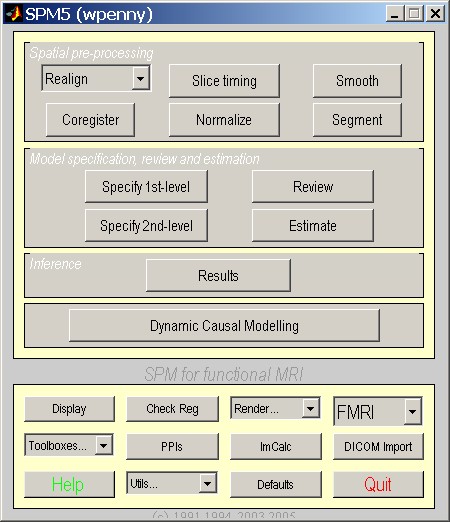 SPM5 (wpenny)
Spatial pre-processing
Realign Slice timing Smooth
Coregister Normalize Segment
Model specification, review and estimation
Specify 1st-level Review
Specify 2nd-level Estimate
Inference
Results
Dynamic Causal Modelling
SPM for functional MRI
Display Check Reg Render... FMRI
Toolboxes... PPIs ImCalc DICOM Import
Help Utils... Defaults Quit
(c) 1991,1994-2003,2005